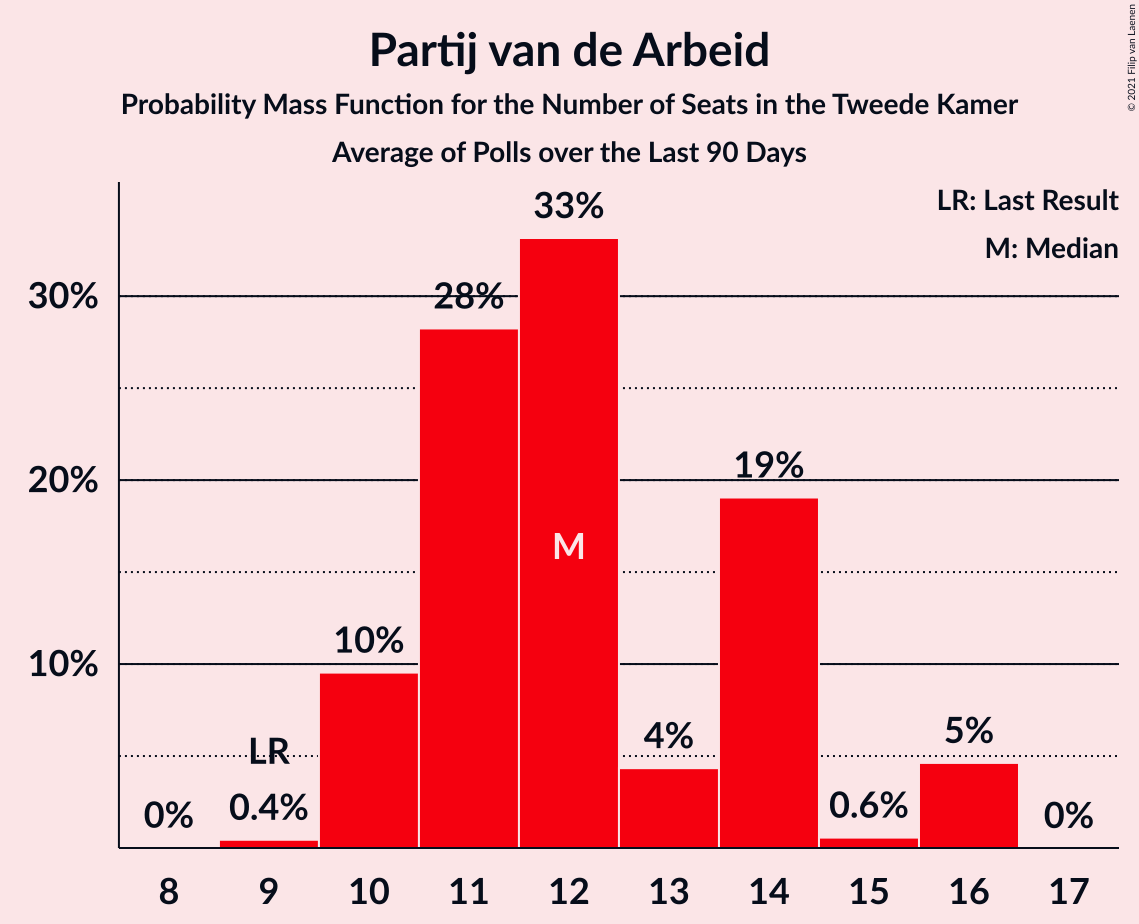 Partij van de Arbeid
Probability Mass Function for the Number of Seats in the Tweede Kamer
Average of Polls over the Last 90 Days
© 2021 Filip van Laenen
LR: Last Result
M: Median
33%
30%
28%
20%
19%
M
10%
10%
LR
4%
5%
0%
0.4%
0.6%
0%
8 9 10 11 12 13 14 15 16 17